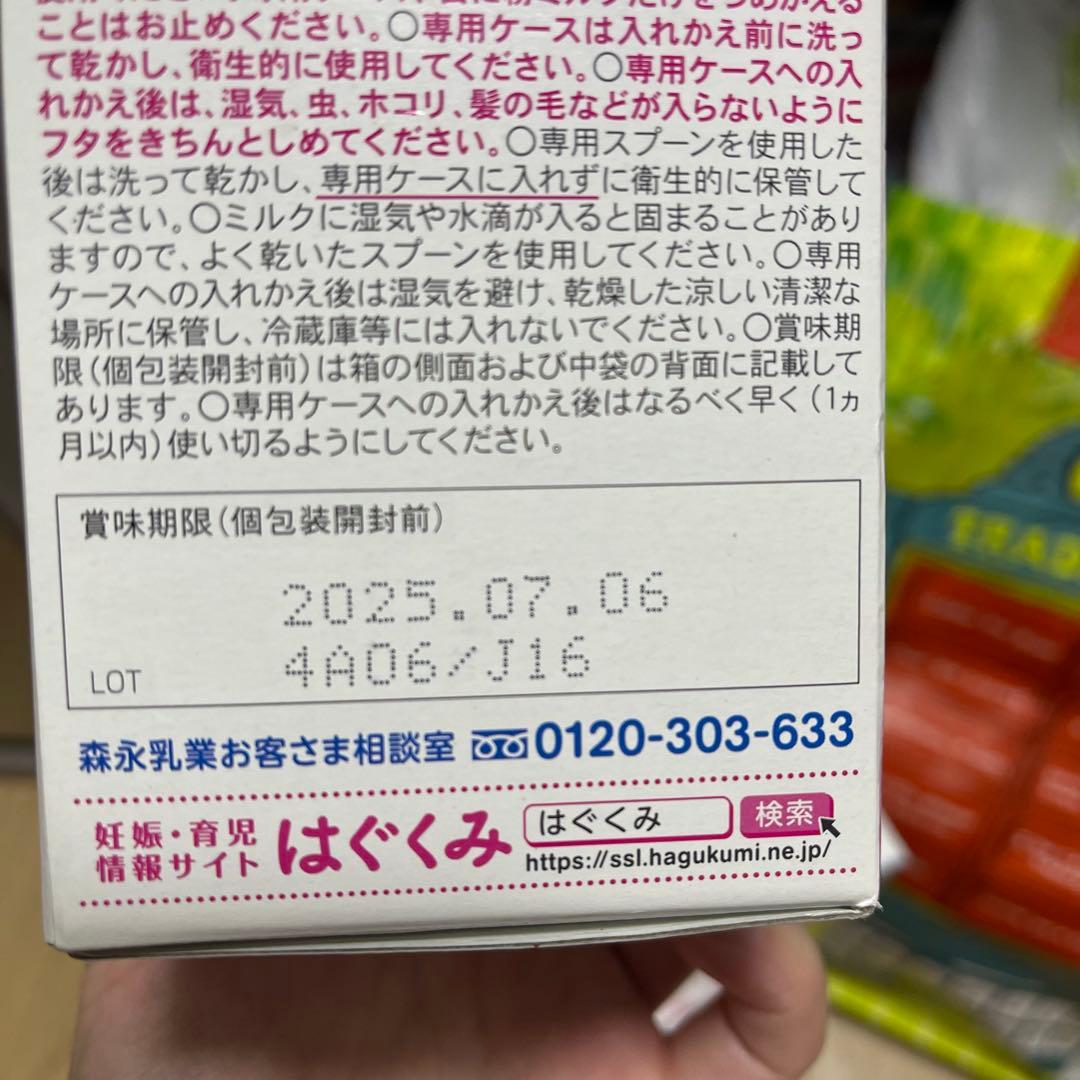 ことはお止めください。〇専用ケースは入れかえ前に洗っ
て乾かし、衛生的に使用してください。〇専用ケースへの入
れかえ後は、湿気、虫、ホコリ、髪の毛などが入らないように
フタをきちんとしめてください。〇専用スプーンを使用した
後は洗って乾かし、専用ケースに入れずに衛生的に保管して
ください。〇ミルクに湿気や水滴が入ると固まることがあり
ますので、よく乾いたスプーンを使用してください。〇専用
ケースへの入れかえ後は湿気を避け、乾燥した涼しい清潔な
場所に保管し、冷蔵庫等には入れないでください。〇賞味期
限(個包装開封前)は箱の側面および中袋の背面に記載して
あります。〇専用ケースへの入れかえ後はなるべく早く(1ヵ
月以内)使い切るようにしてください。
賞味期限(個包装開封前)
2025.07.06
LOT 4A06/J16
森永乳業お客さま相談室 0120-303-633
妊娠・育児
情報サイト
はぐくみ
はぐくみ 検索
https://ssl.hagukumi.ne.jp/